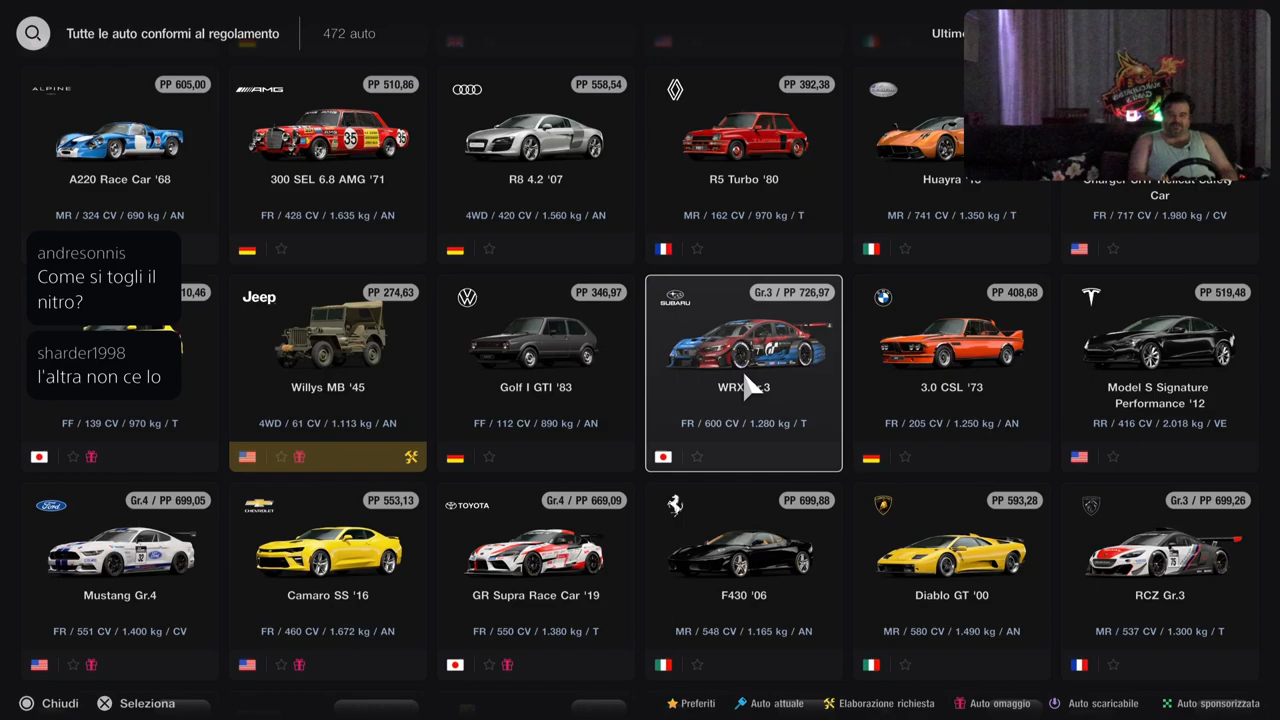 Tutte le auto conformi al regolamento
472 auto
Ultime
ALPINE
PP 605,00
A220 Race Car '68
MR / 324 CV / 690 kg / AN
AMG
PP 510,86
300 SEL 6.8 AMG '71
FR / 428 CV / 1.635 kg / AN
PP 558,54
R8 4.2 '07
4WD / 420 CV / 1.560 kg / AN
PP 392,38
R5 Turbo '80
MR / 162 CV / 970 kg / T
Huayra
MR / 741 CV / 1.350 kg / T
Car
FR / 717 CV / 1.980 kg / CV
andresonnis
Come si togli il
nitro?
sharder1998
l'altra non ce lo
10,46
FF / 139 CV / 970 kg / T
Jeep
PP 274,63
Willys MB '45
4WD / 61 CV / 1.113 kg / AN
PP 346,97
Golf I GTI '83
FF / 112 CV / 890 kg / AN
SUBARU
Gr.3 / PP 726,97
WRX Gr.3
FR / 600 CV / 1.280 kg / T
PP 408,68
3.0 CSL '73
FR / 205 CV / 1.250 kg / AN
PP 519,48
Model S Signature
Performance '12
RR / 416 CV / 2.018 kg / VE
Ford
Gr.4 / PP 699,05
Mustang Gr.4
FR / 551 CV / 1.400 kg / CV
CHEVROLET
PP 553,13
Camaro SS '16
FR / 460 CV / 1.672 kg / AN
TOYOTA
Gr.4 / PP 669,09
GR Supra Race Car '19
FR / 550 CV / 1.380 kg / T
PP 699,88
F430 '06
MR / 548 CV / 1.165 kg / AN
PP 593,28
Diablo GT '00
MR / 580 CV / 1.490 kg / AN
Gr.3 / PP 699,26
RCZ Gr.3
MR / 537 CV / 1.300 kg / T
Chiudi
Seleziona
Preferiti
Auto attuale
Elaborazione richiesta
Auto omaggio
Auto scaricabile
Auto sponsorizzata